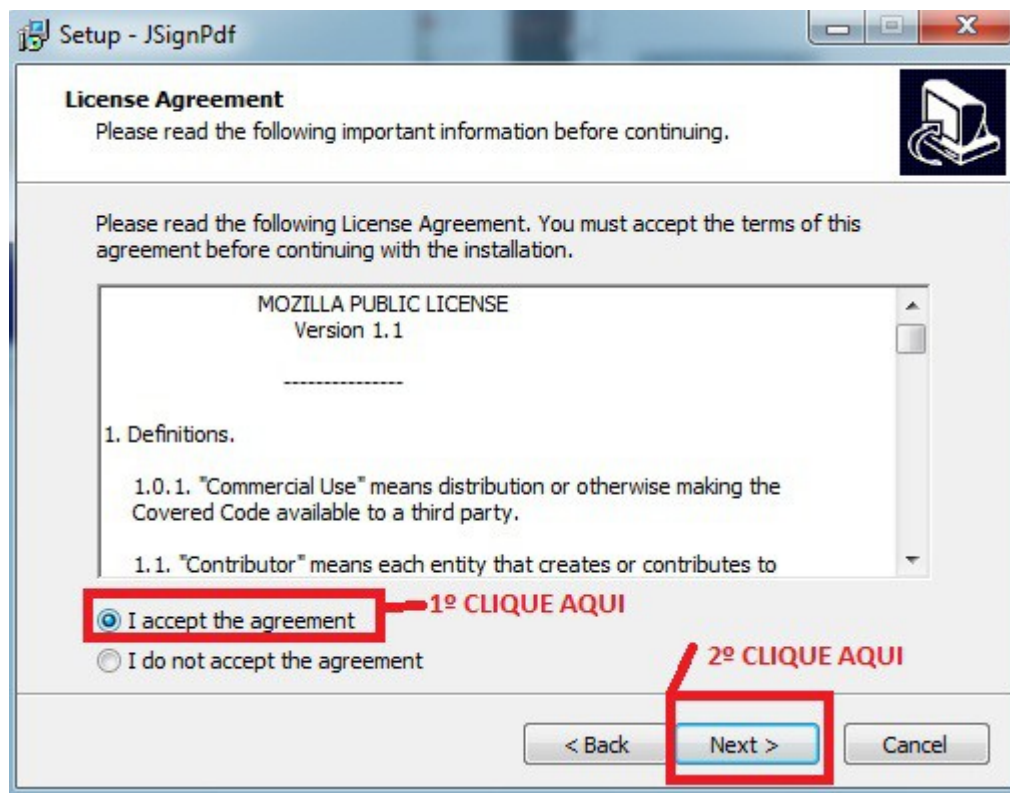 Setup - JSignPdf
License Agreement
Please read the following important information before continuing.
Please read the following License Agreement. You must accept the terms of this
agreement before continuing with the installation.
MOZILLA PUBLIC LICENSE
Version 1.1
---------------
1. Definitions.
1.0.1. "Commercial Use" means distribution or otherwise making the
Covered Code available to a third party.
1.1. "Contributor" means each entity that creates or contributes to
I accept the agreement
1º CLIQUE AQUI
I do not accept the agreement
2º CLIQUE AQUI
< Back Next > Cancel